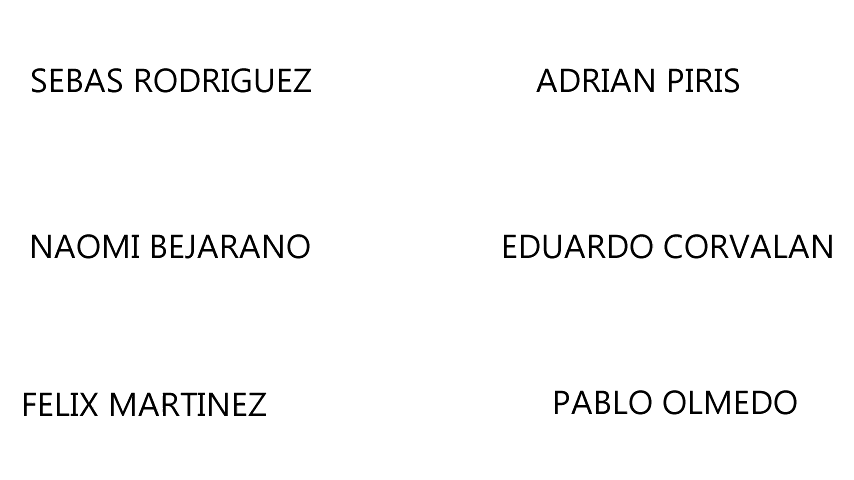 SEBAS RODRIGUEZ
ADRIAN PIRIS
NAOMI BEJARANO
EDUARDO CORVALAN
FELIX MARTINEZ
PABLO OLMEDO